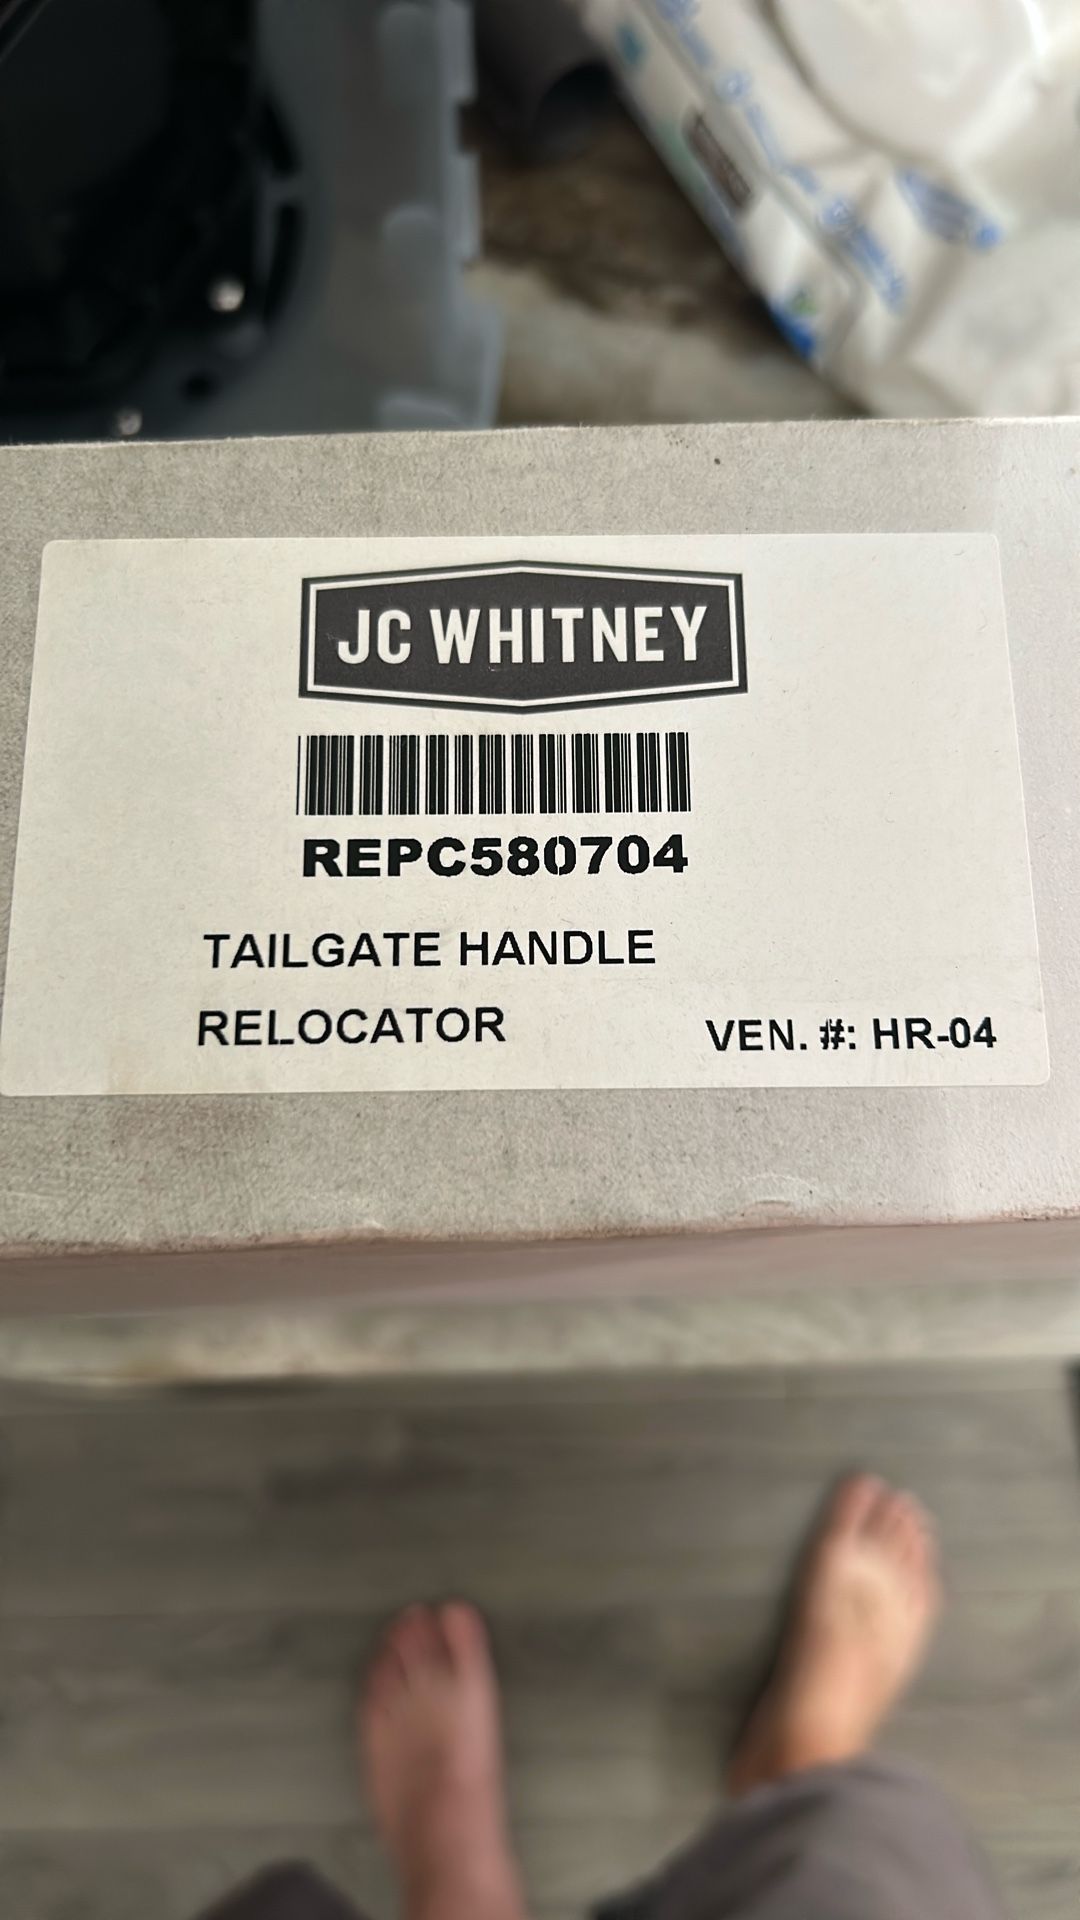 JC WHITNEY
REPC580704
TAILGATE HANDLE
RELOCATOR
VEN. #: HR-04